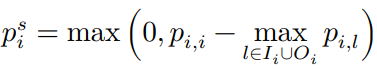 p_i^s = max(0, p_{i,i} − max_{l∈I_i∪O_i} p_{i,l})